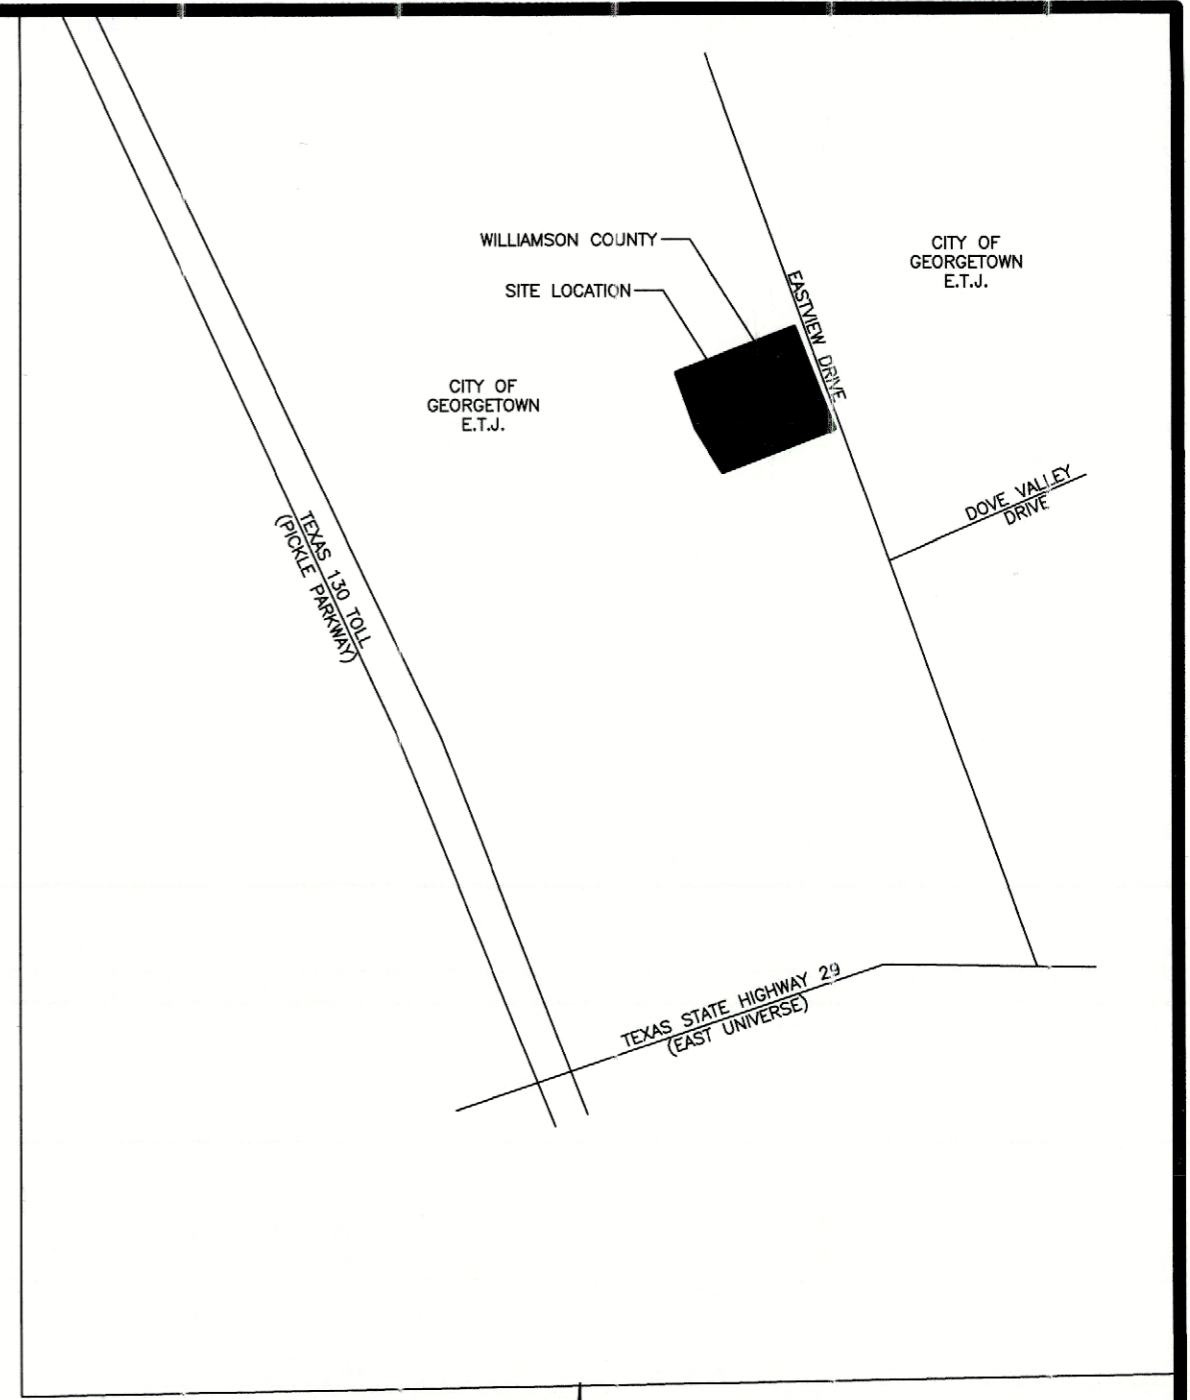 WILLIAMSON COUNTY
SITE LOCATION
CITY OF
GEORGETOWN
E.T.J.
EASTVIEW DRIVE
CITY OF
GEORGETOWN
E.T.J.
DOVE VALLEY
DRIVE
TEXAS 130 TOLL
(PICKLE PARKWAY)
TEXAS STATE HIGHWAY 29
(EAST UNIVERSE)